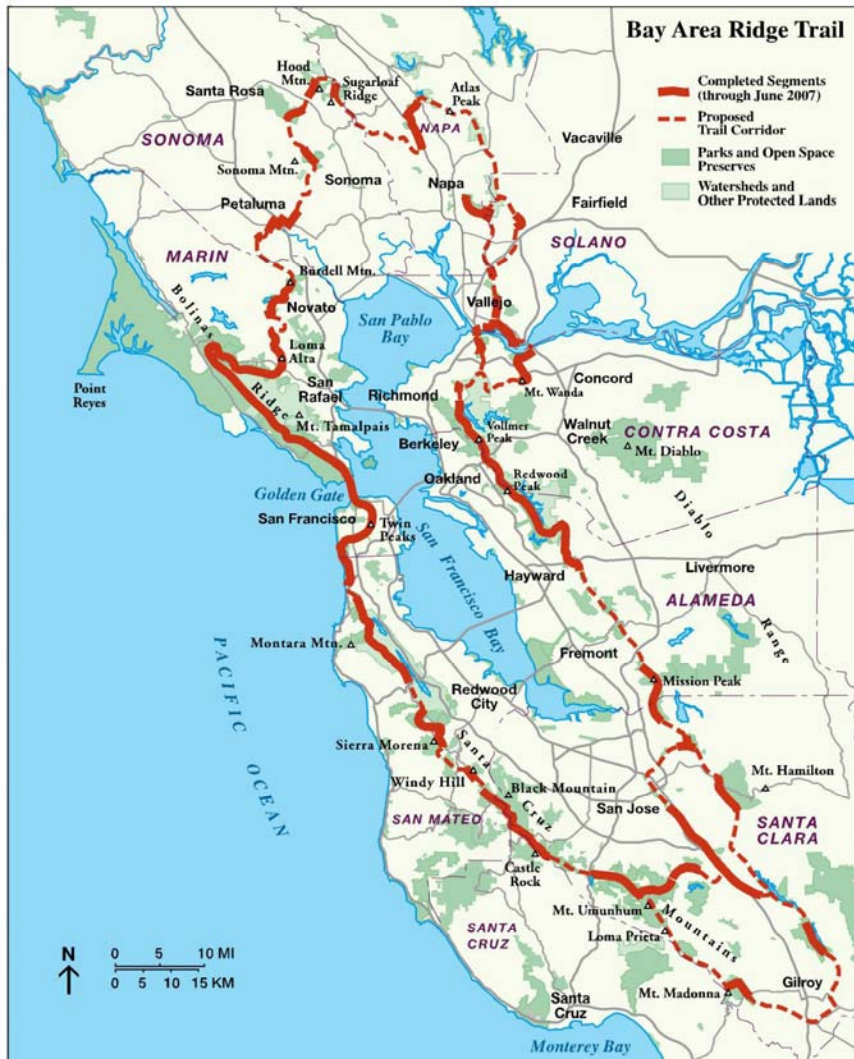 Bay Area Ridge Trail
Completed Segments
(through June 2007)
Proposed
Trail Corridor
Parks and Open Space
Preserves
Watersheds and
Other Protected Lands
Hood
Mtn.
Sugarloaf
Ridge
Santa Rosa
Atlas
Peak
SONOMA
NAPA
Vacaville
Sonoma Mtn.
Sonoma
Napa
Petaluma
Fairfield
MARIN
SOLANO
Burdell Mtn.
Bolinas
Ridge
Novato
San Pablo
Bay
Vallejo
Loma
Alta
Point
Reyes
San
Rafael
Richmond
Mt. Wanda
Concord
Mt. Tamalpais
Berkeley
Vollmer
Peak
Walnut
Creek
CONTRA COSTA
Mt. Diablo
Oakland
Redwood
Peak
Golden Gate
Diablo
Range
San Francisco
Twin
Peaks
San Francisco Bay
Hayward
Livermore
ALAMEDA
Montara Mtn.
Fremont
Mission Peak
PACIFIC OCEAN
Redwood
City
Sierra Morena
Santa
Cruz
Mountains
Windy Hill
Black Mountain
Mt. Hamilton
San Jose
SAN MATEO
SANTA
CLARA
Castle
Rock
Mt. Umunhum
Loma Prieta
SANTA
CRUZ
N
0 5 10 MI
0 5 10 15 KM
Gilroy
Mt. Madonna
Santa
Cruz
Monterey Bay